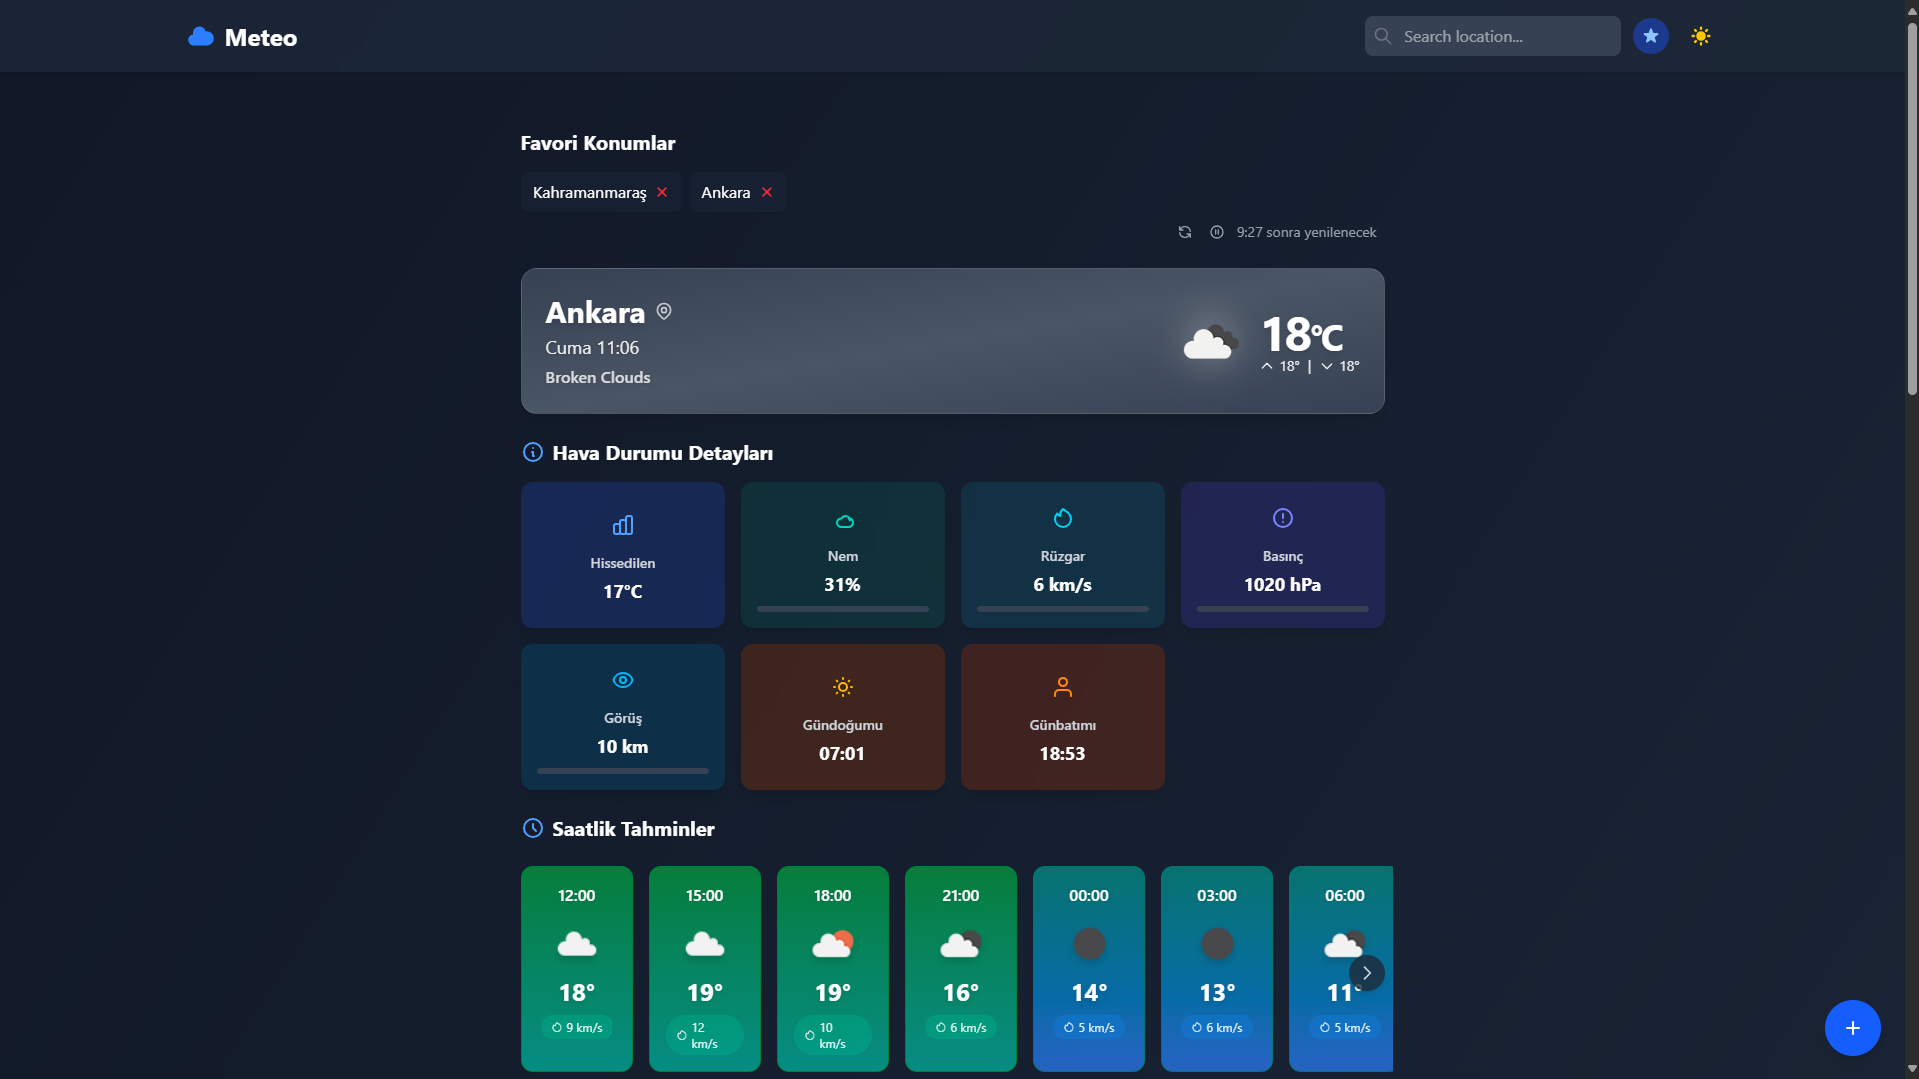 Meteo
Search location...
Favori Konumlar
Kahramanmaraş
Ankara
9:27 sonra yenilenecek
Ankara
Cuma 11:06
Broken Clouds
18°C
18° | 18°
Hava Durumu Detayları
Hissedilen
17°C
Nem
31%
Rüzgar
6 km/s
Basınç
1020 hPa
Görüş
10 km
Gündoğumu
07:01
Günbatımı
18:53
Saatlik Tahminler
12:00
18°
9 km/s
15:00
19°
12
km/s
18:00
19°
10
km/s
21:00
16°
6 km/s
00:00
14°
5 km/s
03:00
13°
6 km/s
06:00
11°
5 km/s